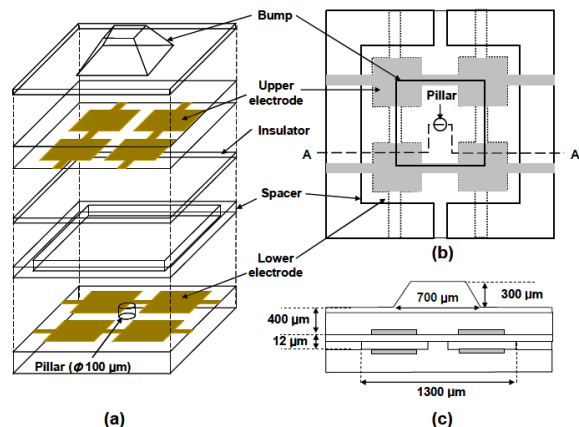 Bump
Upper
electrode
Insulator
Spacer
Lower
electrode
Pillar (Φ 100 µm)
(a)
Pillar
A
A
(b)
300 µm
700 µm
400 µm
12 µm
1300 µm
(c)